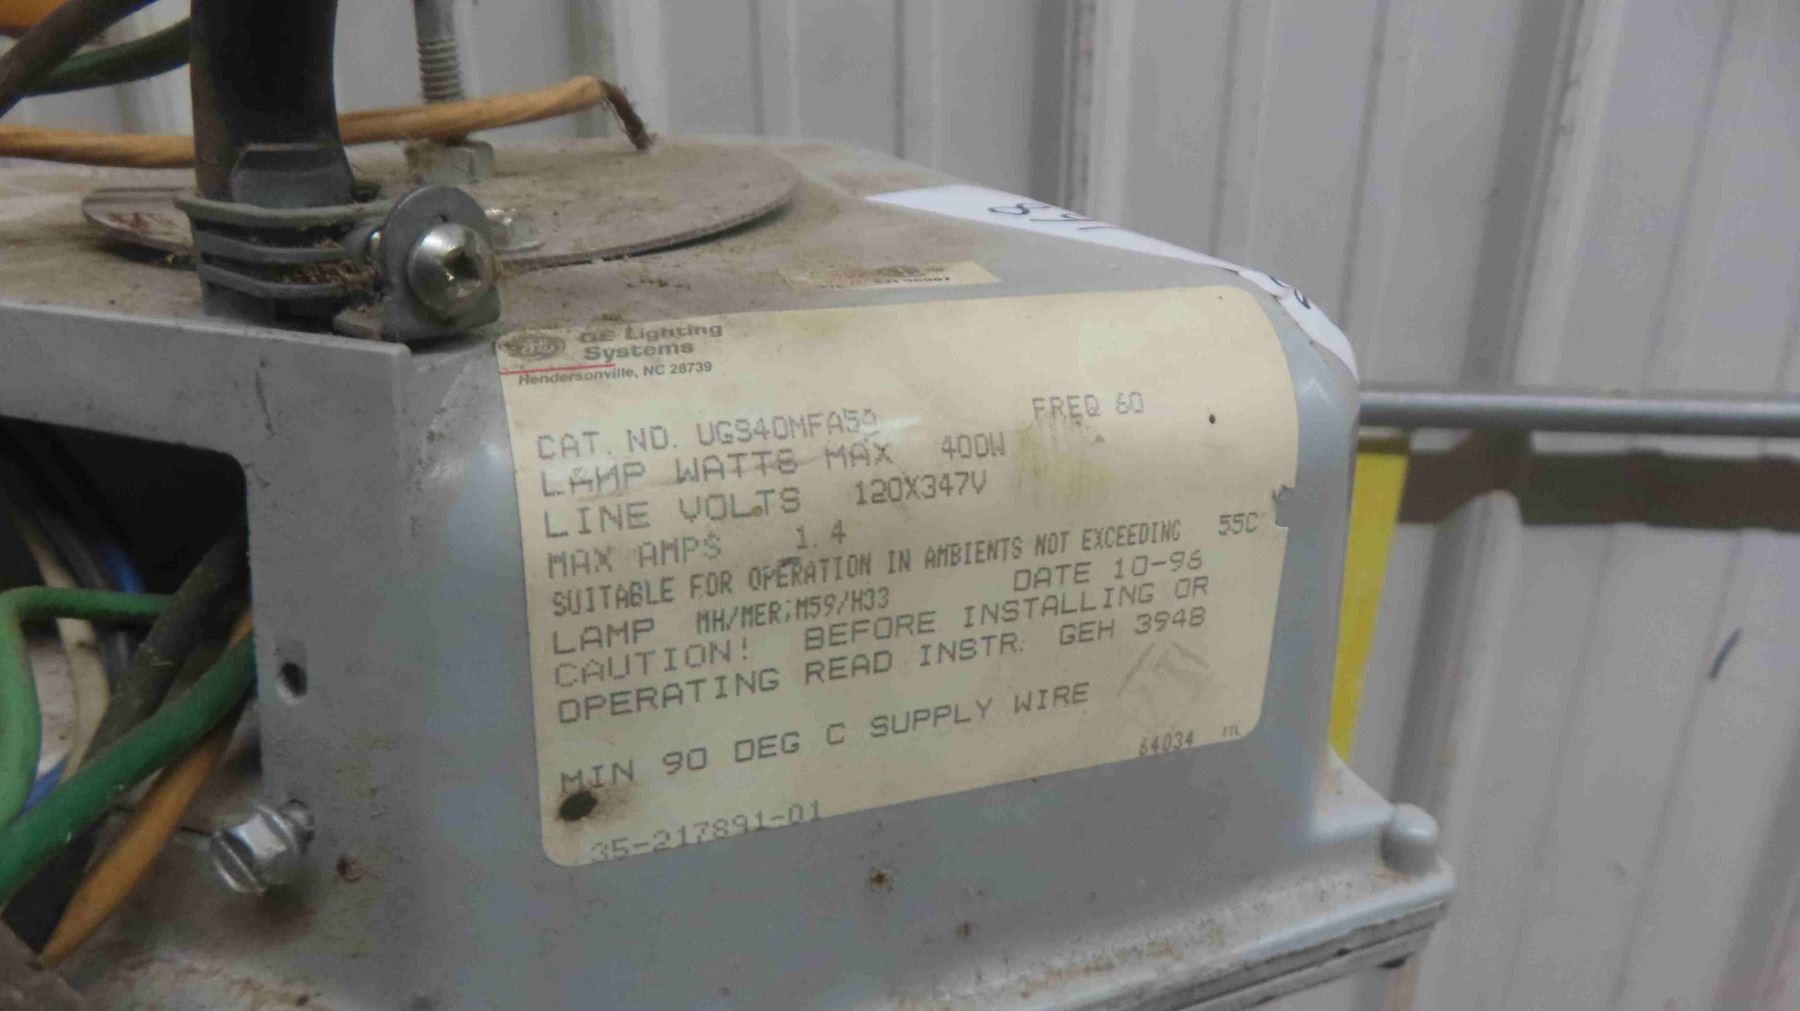 GE Lighting
Systems
Hendersonville, NC 28739
CAT. NO. UGS40MFA59 FREQ 60
LAMP WATTS MAX 400W
LINE VOLTS 120X347V
MAX AMPS 1.4
SUITABLE FOR OPERATION IN AMBIENTS NOT EXCEEDING 55C
LAMP MH/MER;M59/H33 DATE 10-96
CAUTION! BEFORE INSTALLING OR
OPERATING READ INSTR. GEH 3948
MIN 90 DEG C SUPPLY WIRE
64034
35-217891-01